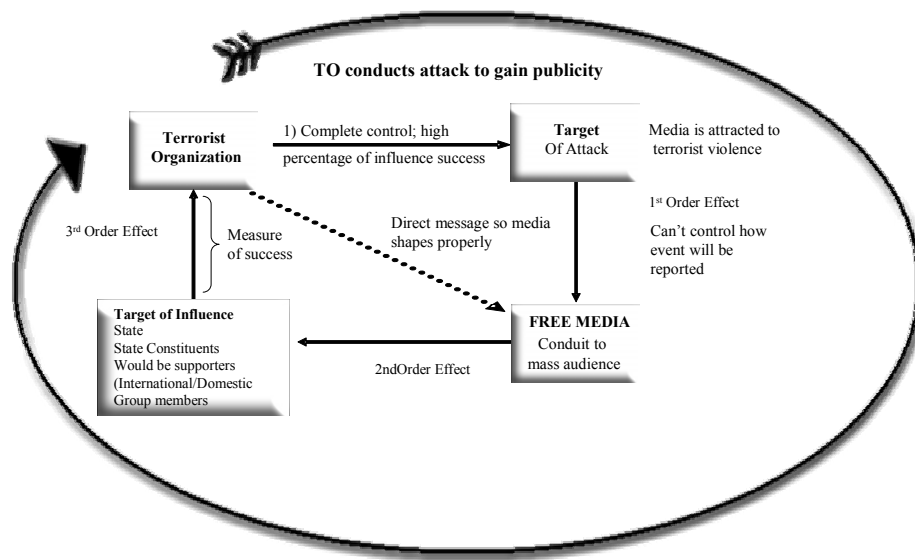 TO conducts attack to gain publicity
Terrorist
Organization
1) Complete control; high
percentage of influence success
Target
Of Attack
Media is attracted to
terrorist violence
1st Order Effect
Can't control how
event will be
reported
3rd Order Effect
Measure
of success
Direct message so media
shapes properly
Target of Influence
State
State Constituents
Would be supporters
(International/Domestic
Group members
2ndOrder Effect
FREE MEDIA
Conduit to
mass audience